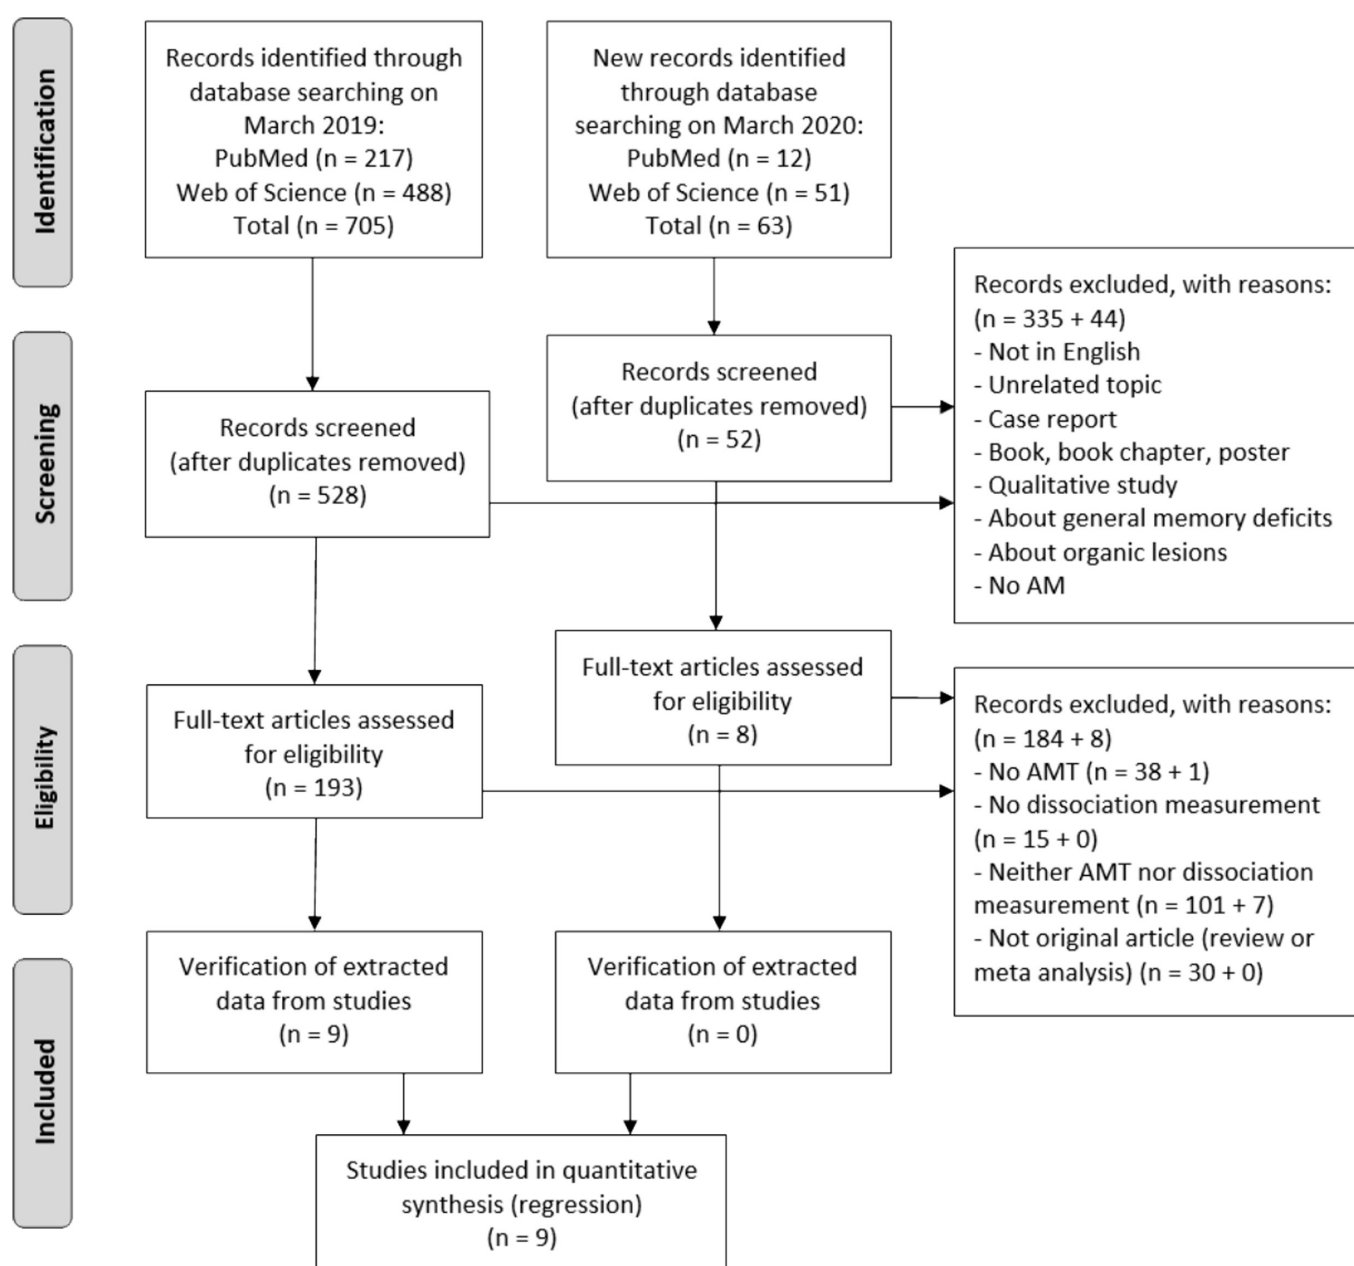 Identification
Records identified through
database searching on
March 2019:
PubMed (n = 217)
Web of Science (n = 488)
Total (n = 705)
New records identified
through database
searching on March 2020:
PubMed (n = 12)
Web of Science (n = 51)
Total (n = 63)
Screening
Records screened
(after duplicates removed)
(n = 528)
Records screened
(after duplicates removed)
(n = 52)
Records excluded, with reasons:
(n = 335 + 44)
- Not in English
- Unrelated topic
- Case report
- Book, book chapter, poster
- Qualitative study
- About general memory deficits
- About organic lesions
- No AM
Eligibility
Full-text articles assessed
for eligibility
(n = 193)
Full-text articles assessed
for eligibility
(n = 8)
Records excluded, with reasons:
(n = 184 + 8)
- No AMT (n = 38 + 1)
- No dissociation measurement
(n = 15 + 0)
- Neither AMT nor dissociation
measurement (n = 101 + 7)
- Not original article (review or
meta analysis) (n = 30 + 0)
Included
Verification of extracted
data from studies
(n = 9)
Verification of extracted
data from studies
(n = 0)
Studies included in quantitative
synthesis (regression)
(n = 9)